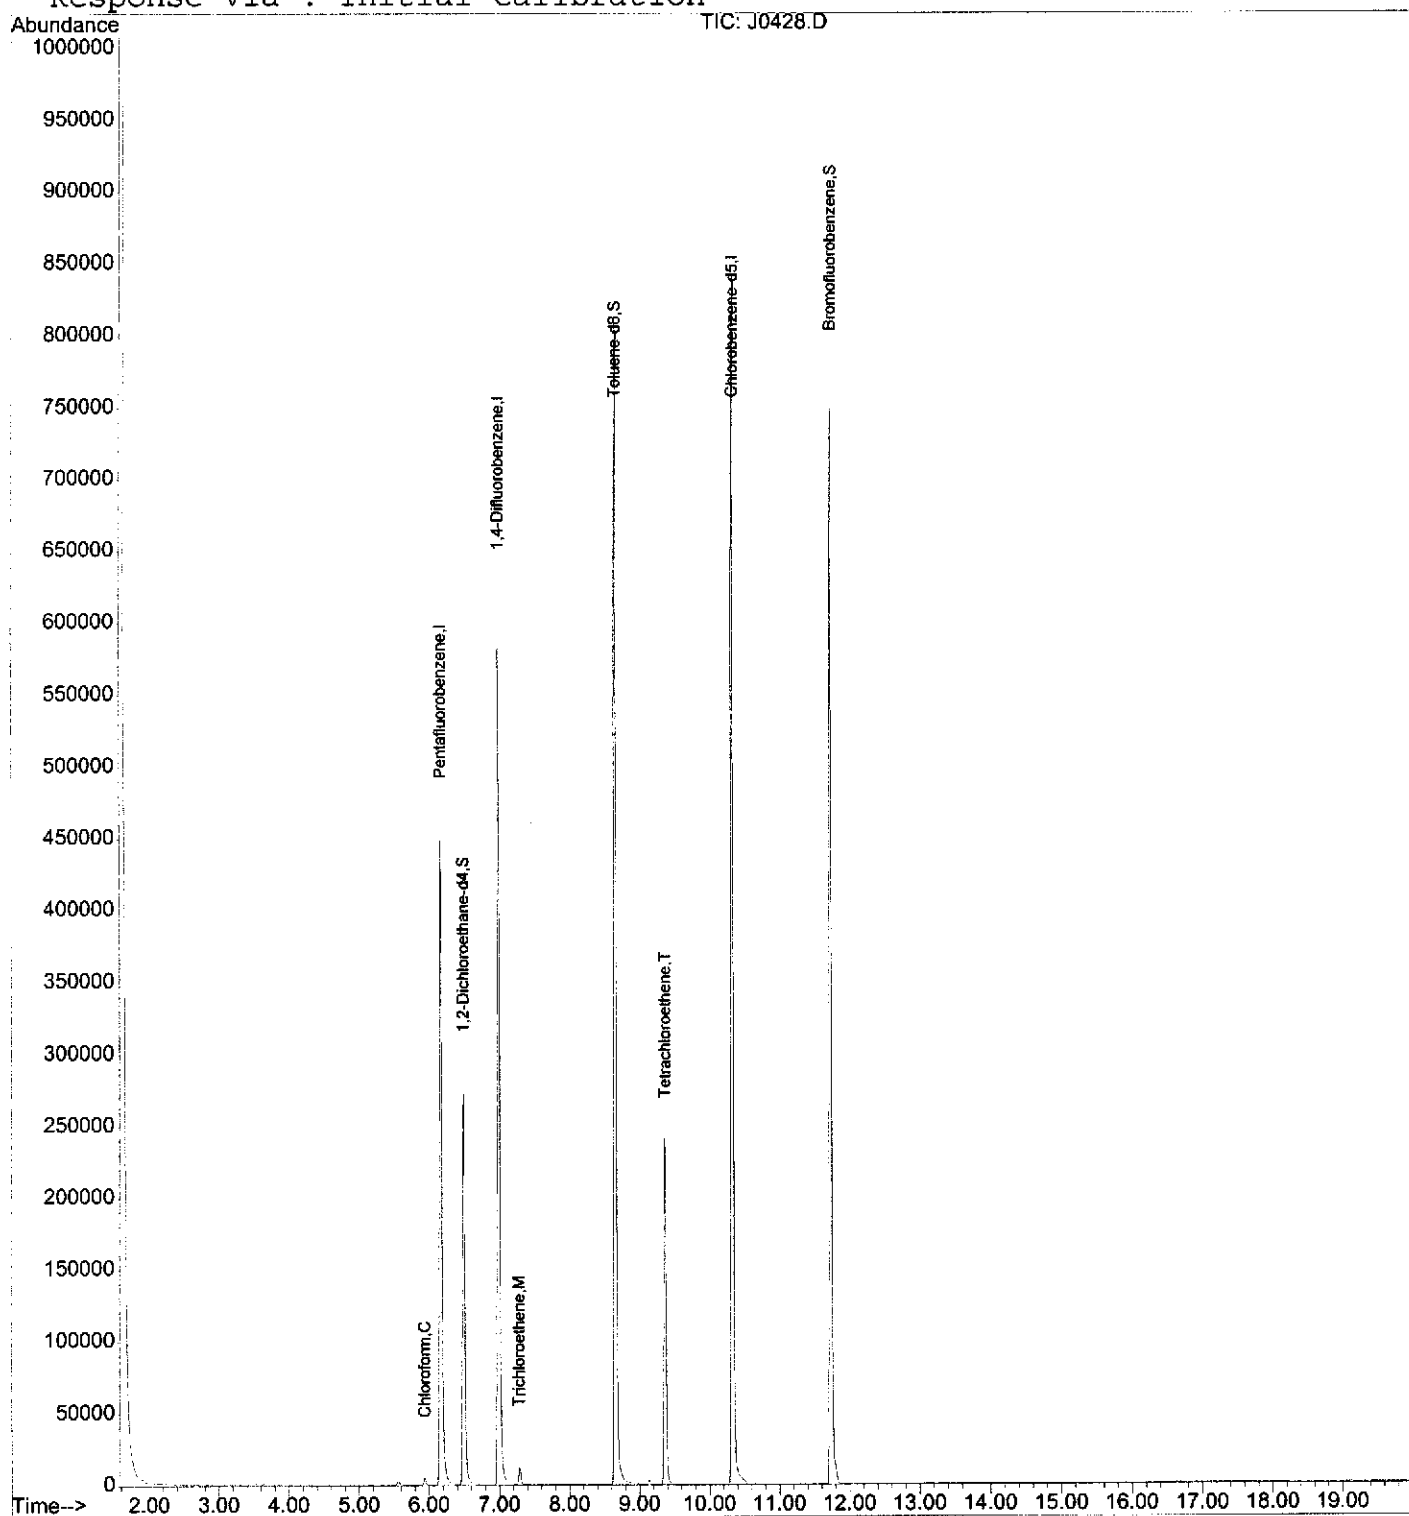 Response via : Initial Calibration
Abundance
TIC: J0428.D
1000000
950000
900000
850000
800000
750000
700000
650000
600000
550000
500000
450000
400000
350000
300000
250000
200000
150000
100000
50000
0
Chloroform,C
Pentafluorobenzene,I
1,2-Dichloroethane-d4,S
1,4-Difluorobenzene,I
Trichloroethene,M
Toluene-d8,S
Tetrachloroethene,T
Chlorobenzene-d5,I
Bromofluorobenzene,S
Time--> 2.00 3.00 4.00 5.00 6.00 7.00 8.00 9.00 10.00 11.00 12.00 13.00 14.00 15.00 16.00 17.00 18.00 19.00